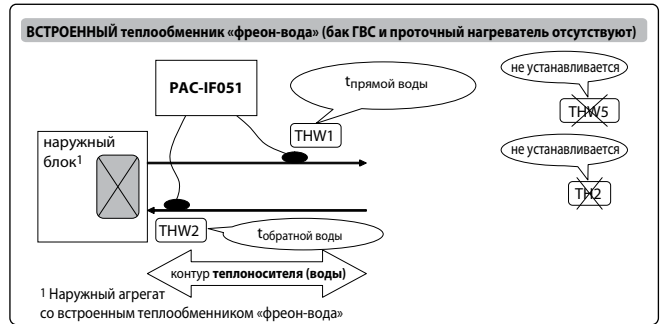 ВСТРОЕННЫЙ теплообменник «фреон-вода» (бак ГВС и проточный нагреватель отсутствуют)
PAC-IF051
tпрямой воды
не устанавливается
THW5
THW1
наружный
блок1
не устанавливается
TH2
THW2
tобратной воды
контур теплоносителя (воды)
1 Наружный агрегат
со встроенным теплообменником «фреон-вода»